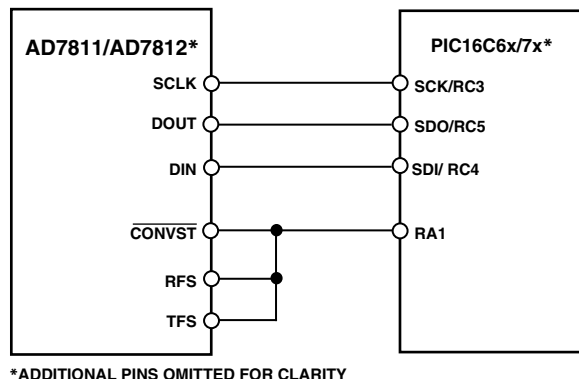 AD7811/AD7812*
PIC16C6x/7x*
SCLK
SCK/RC3
DOUT
SDO/RC5
DIN
SDI/ RC4
CONVST
RA1
RFS
TFS
*ADDITIONAL PINS OMITTED FOR CLARITY